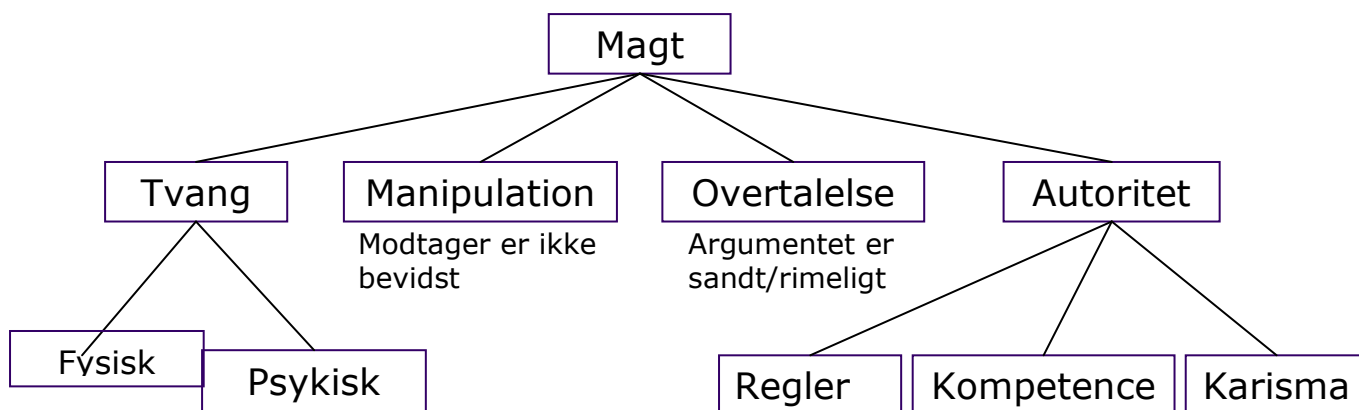 Magt
Tvang
Manipulation
Overtalelse
Autoritet
Modtager er ikke
bevidst
Argumentet er
sandt/rimeligt
Fysisk
Psykisk
Regler
Kompetence
Karisma